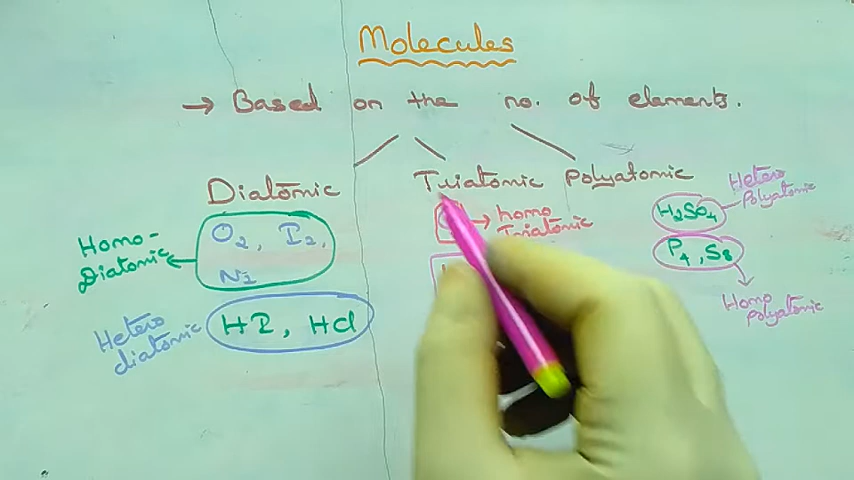 Molecules
→ Based on the no. of elements.
Diatomic
Triatomic
Polyatomic
Homo-
Diatomic
O2, I2,
N2
Hetero
diatomic
HI, HCl
homo
Triatomic
H2SO4
Hetero
Polyatomic
P4, S8
Homo
polyatomic